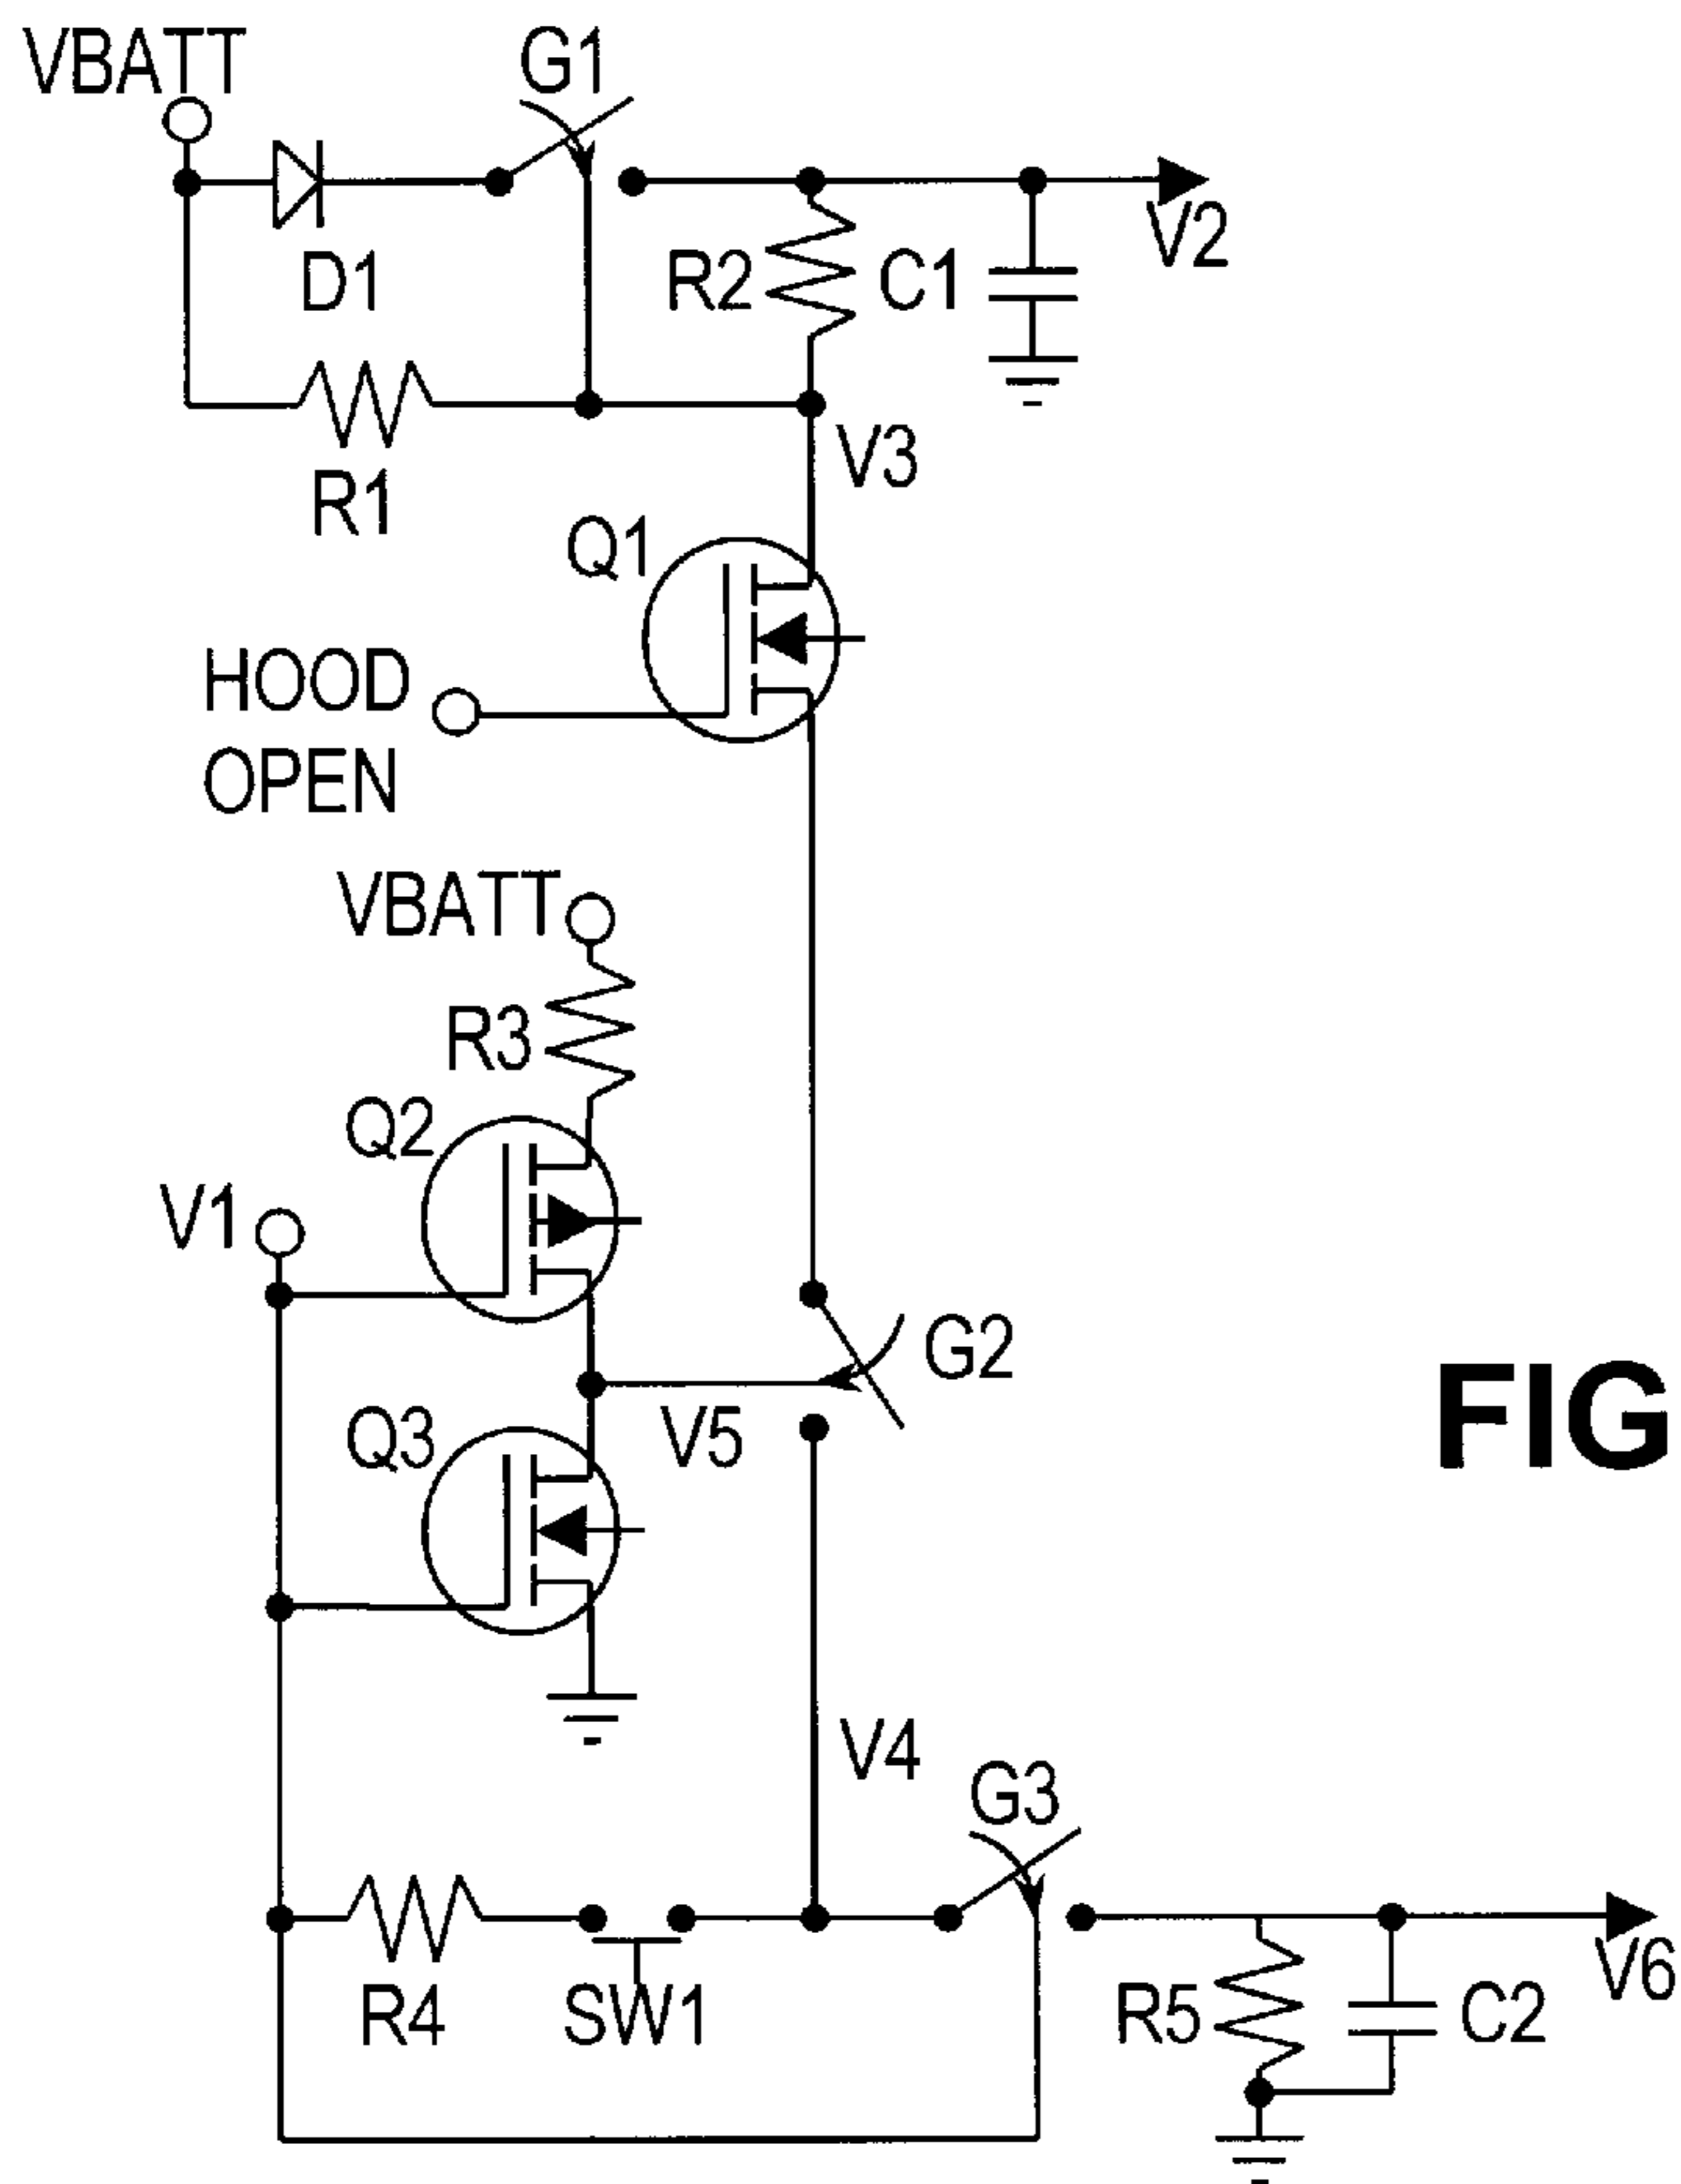 VBATT
G1
V2
D1
R2
C1
R1
V3
Q1
HOOD
OPEN
VBATT
R3
Q2
V1
G2
FIG
Q3
V5
V4
G3
R4
SW1
R5
C2
V6